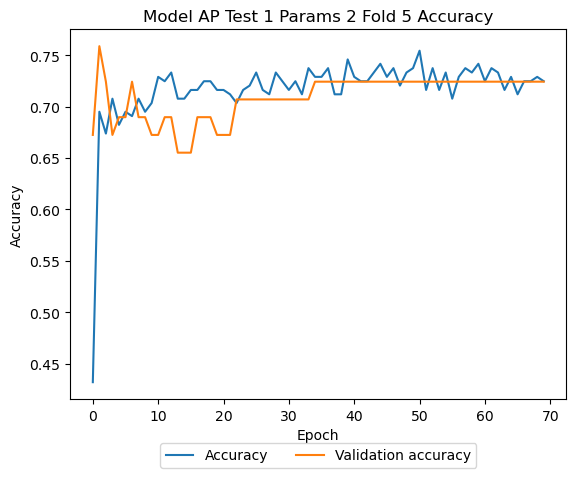 Model AP Test 1 Params 2 Fold 5 Accuracy
0.75
0.70
0.65
0.60
0.55
0.50
0.45
Accuracy
0 10 20 30 40 50 60 70
Epoch
Accuracy Validation accuracy